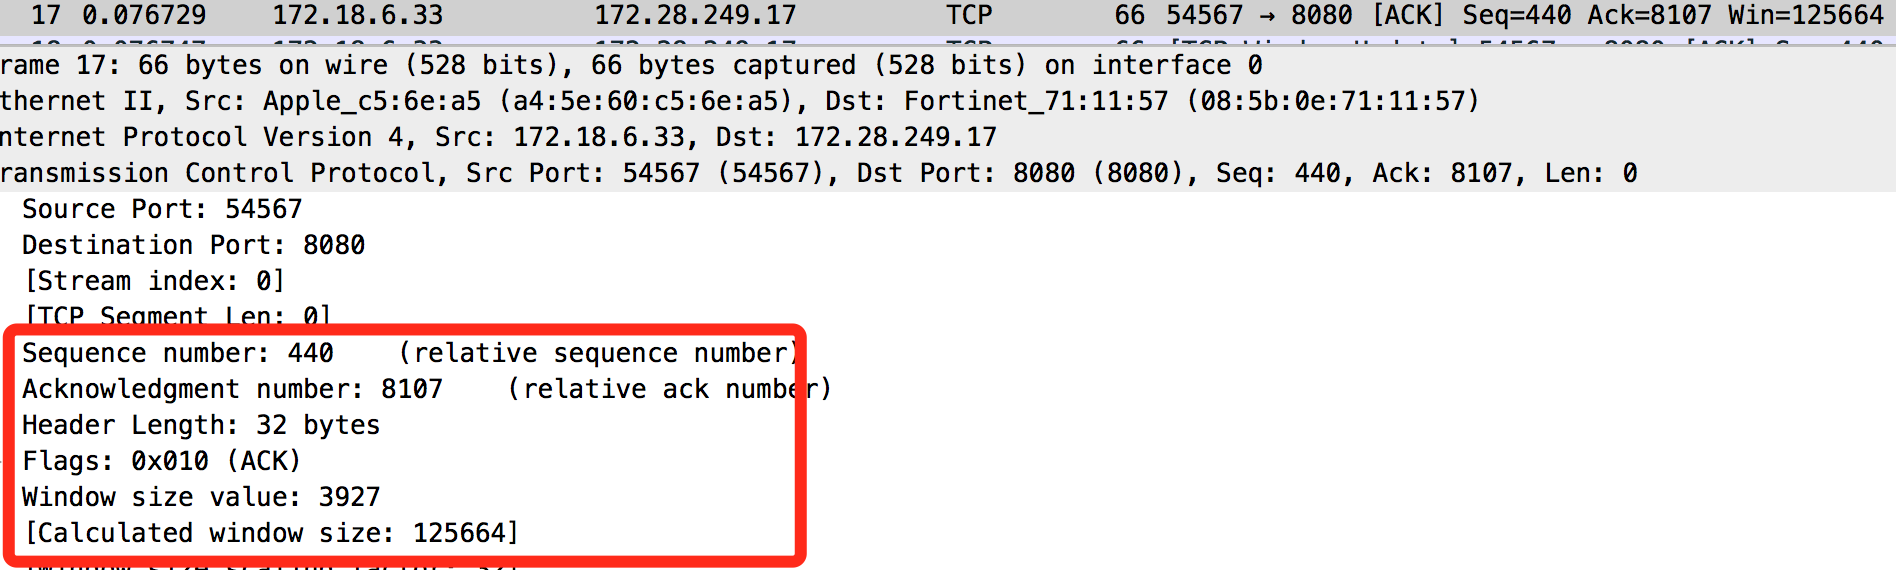 17 0.076729 172.18.6.33 172.28.249.17 TCP 66 54567 → 8080 [ACK] Seq=440 Ack=8107 Win=125664
rame 17: 66 bytes on wire (528 bits), 66 bytes captured (528 bits) on interface 0
thernet II, Src: Apple_c5:6e:a5 (a4:5e:60:c5:6e:a5), Dst: Fortinet_71:11:57 (08:5b:0e:71:11:57)
nternet Protocol Version 4, Src: 172.18.6.33, Dst: 172.28.249.17
ransmission Control Protocol, Src Port: 54567 (54567), Dst Port: 8080 (8080), Seq: 440, Ack: 8107, Len: 0
Source Port: 54567
Destination Port: 8080
[Stream index: 0]
[TCP Segment Len: 0]
Sequence number: 440 (relative sequence number)
Acknowledgment number: 8107 (relative ack number)
Header Length: 32 bytes
Flags: 0x010 (ACK)
Window size value: 3927
[Calculated window size: 125664]